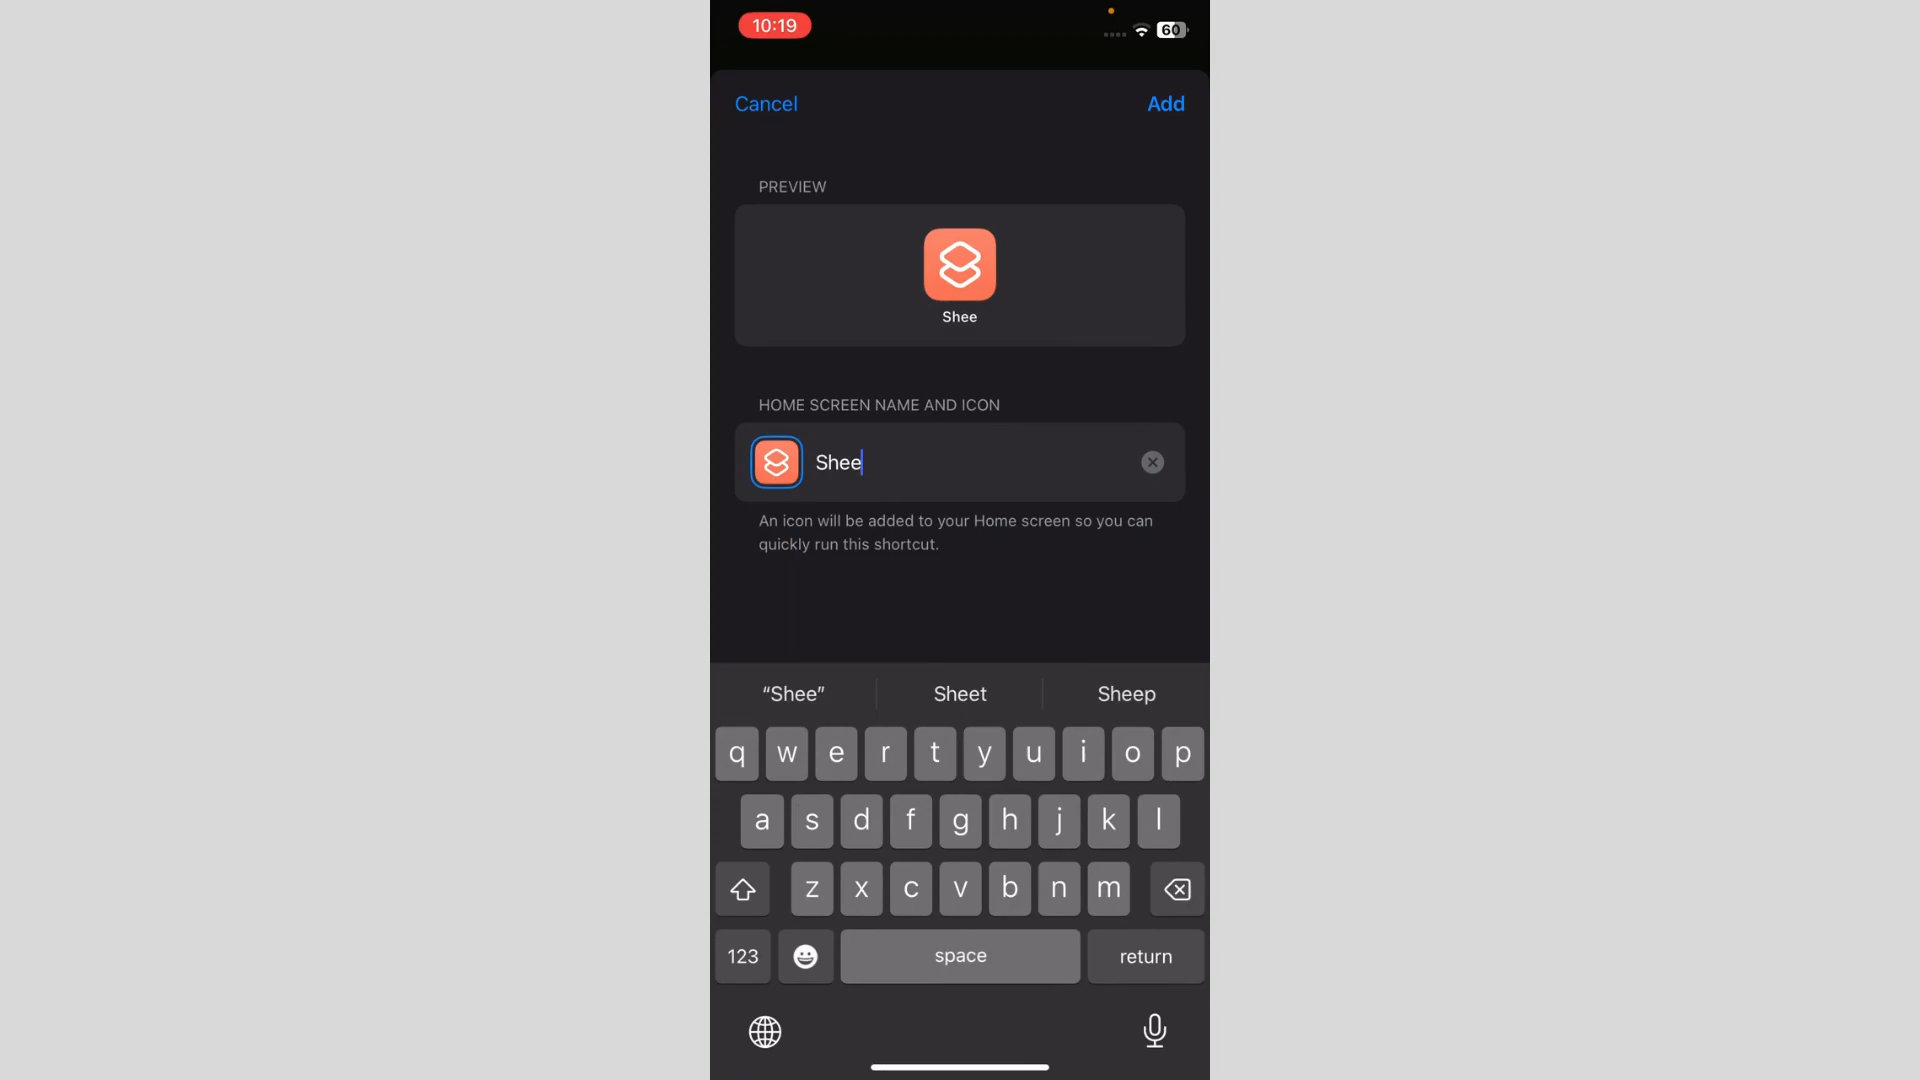 10:19
60
Cancel
Add
PREVIEW
Shee
HOME SCREEN NAME AND ICON
Shee
An icon will be added to your Home screen so you can
quickly run this shortcut.
“Shee” Sheet Sheep
q w e r t y u i o p
a s d f g h j k l
z x c v b n m
123 space return